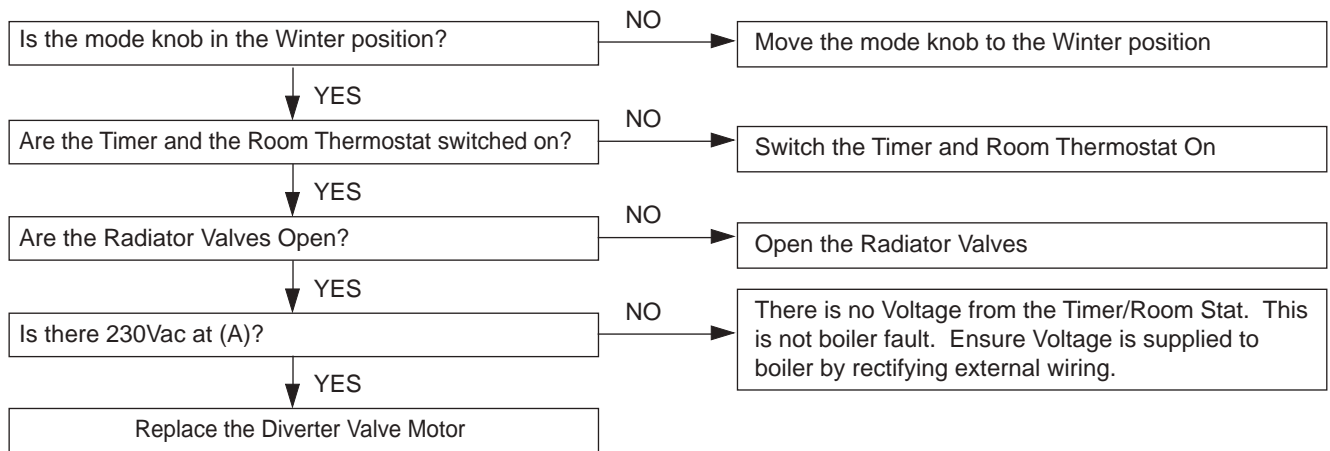 Is the mode knob in the Winter position?
NO
Move the mode knob to the Winter position
YES
Are the Timer and the Room Thermostat switched on?
NO
Switch the Timer and Room Thermostat On
YES
Are the Radiator Valves Open?
NO
Open the Radiator Valves
YES
Is there 230Vac at (A)?
NO
There is no Voltage from the Timer/Room Stat. This
is not boiler fault. Ensure Voltage is supplied to
boiler by rectifying external wiring.
YES
Replace the Diverter Valve Motor